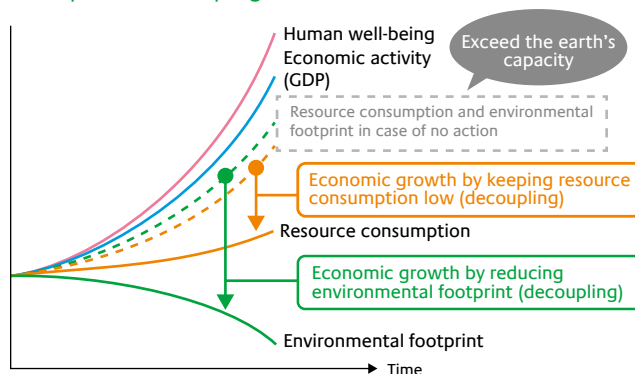 Human well-being
Economic activity
(GDP)
Exceed the earth's
capacity
Resource consumption and environmental
footprint in case of no action
Economic growth by keeping resource
consumption low (decoupling)
Resource consumption
Economic growth by reducing
environmental footprint (decoupling)
Environmental footprint
Time